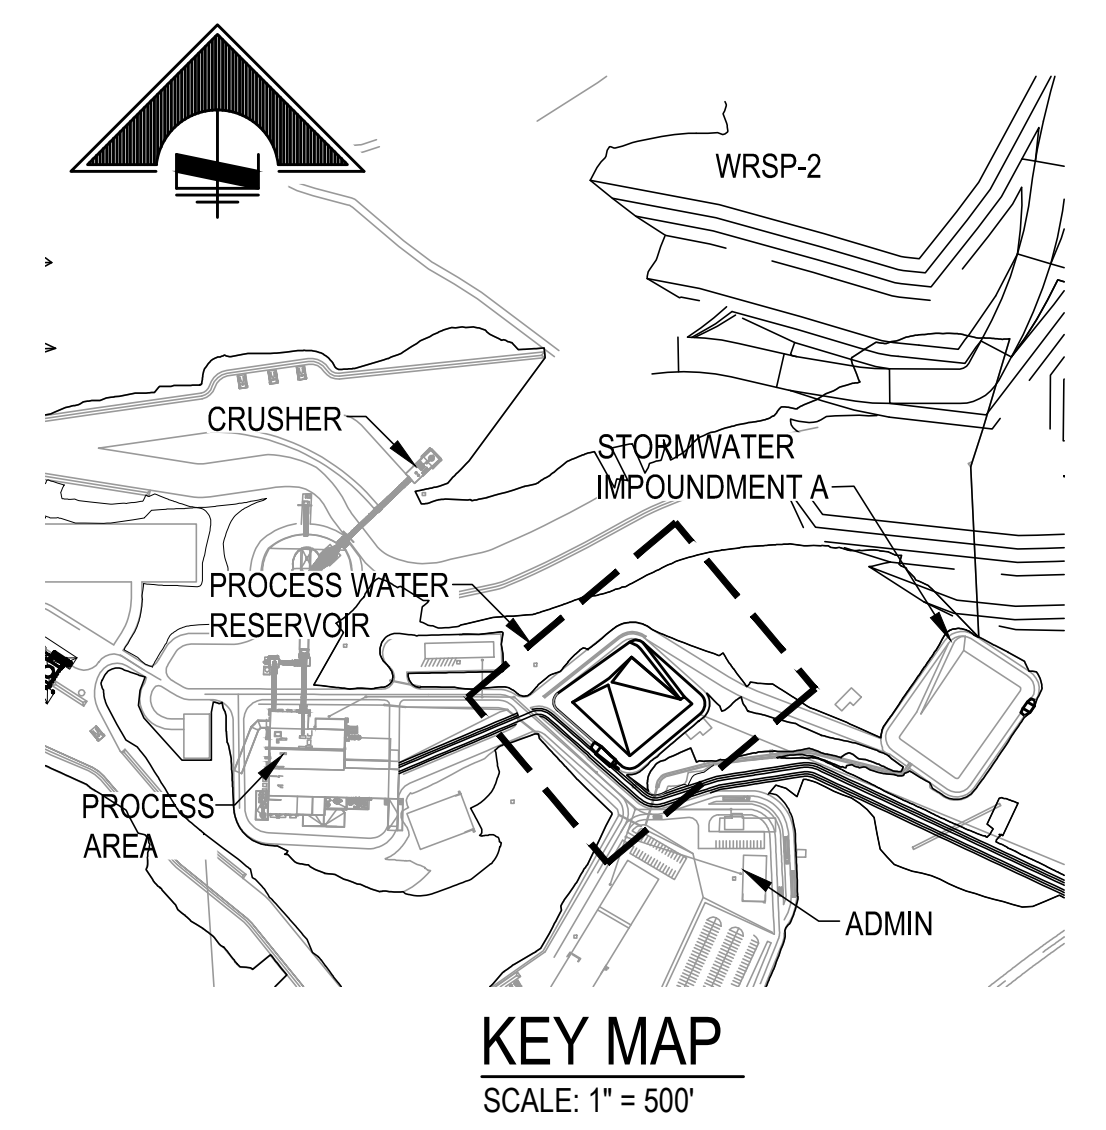 WRSP-2
CRUSHER
STORMWATER
IMPOUNDMENT A
PROCESS WATER
RESERVOIR
PROCESS
AREA
ADMIN
KEY MAP
SCALE: 1" = 500'